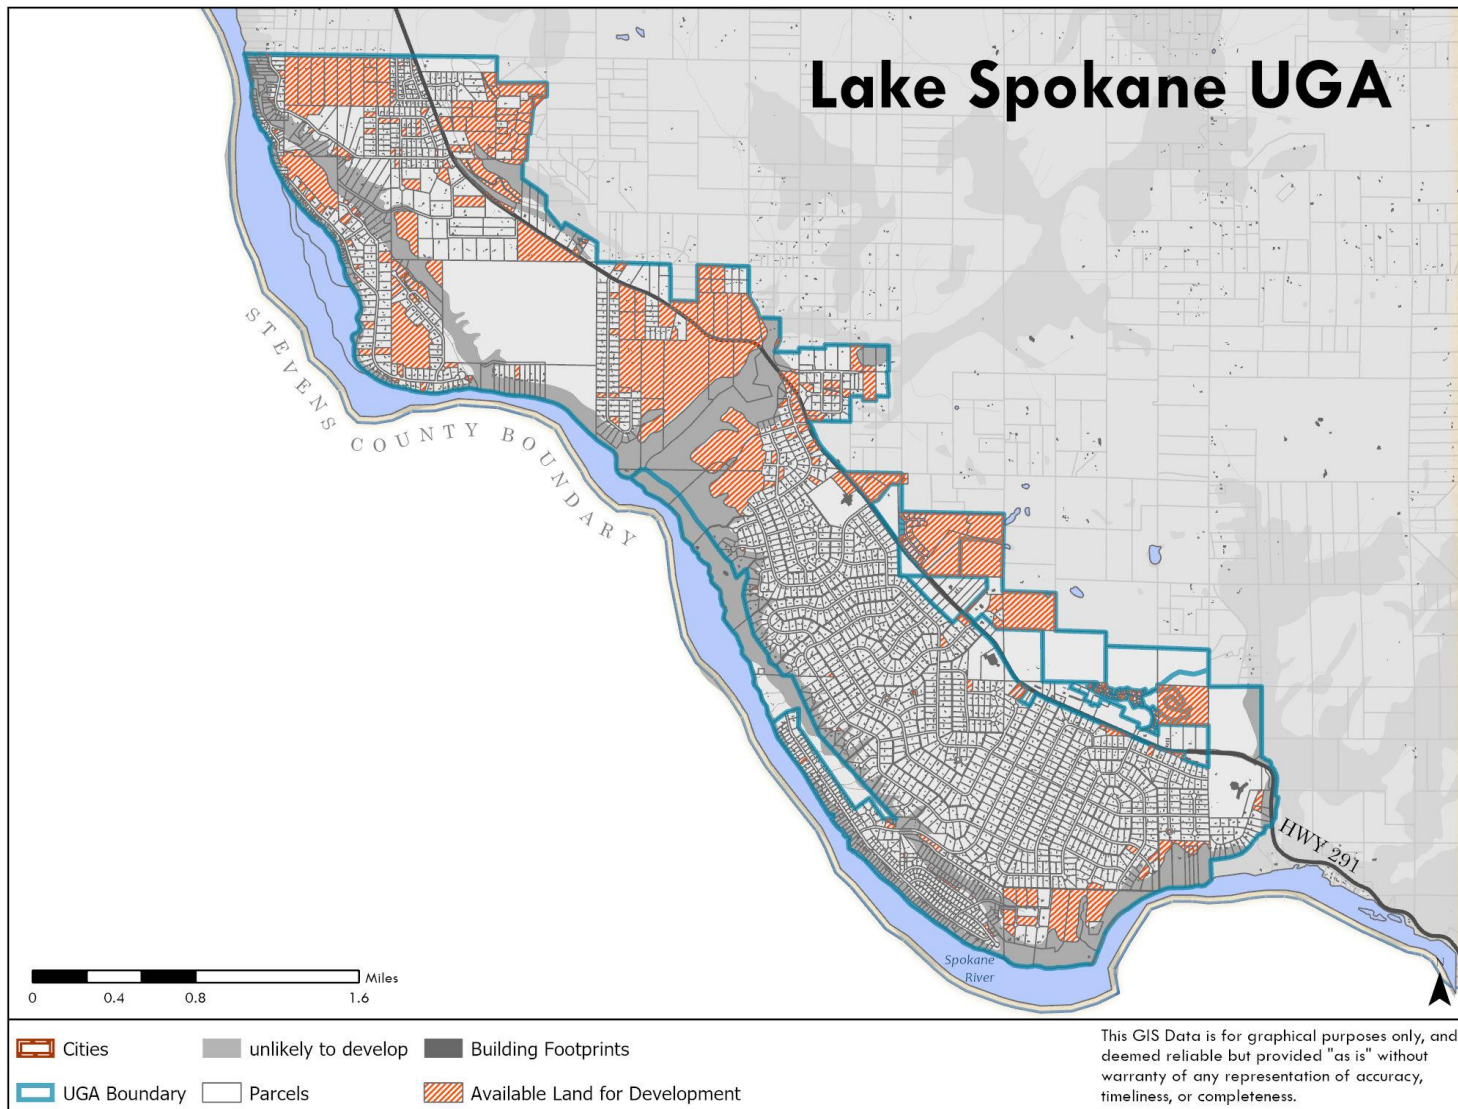 Lake Spokane UGA
STEVENS COUNTY BOUNDARY
HWY 291
Spokane
River
N
Miles
0 0.4 0.8 1.6
Cities
unlikely to develop
Building Footprints
UGA Boundary
Parcels
Available Land for Development
This GIS Data is for graphical purposes only, and
deemed reliable but provided "as is" without
warranty of any representation of accuracy,
timeliness, or completeness.